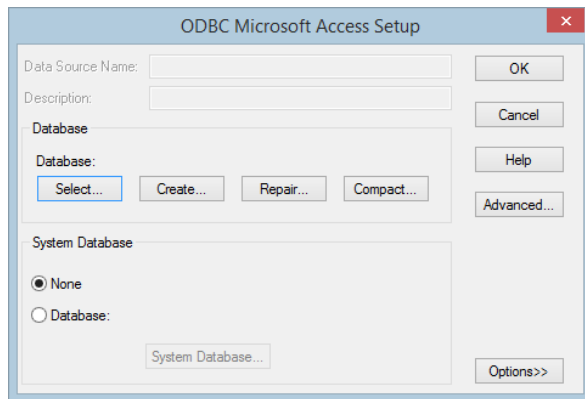 ODBC Microsoft Access Setup
Data Source Name:
OK
Description:
Cancel
Database
Database:
Help
Select... Create... Repair... Compact...
Advanced...
System Database
None
Database:
System Database...
Options>>